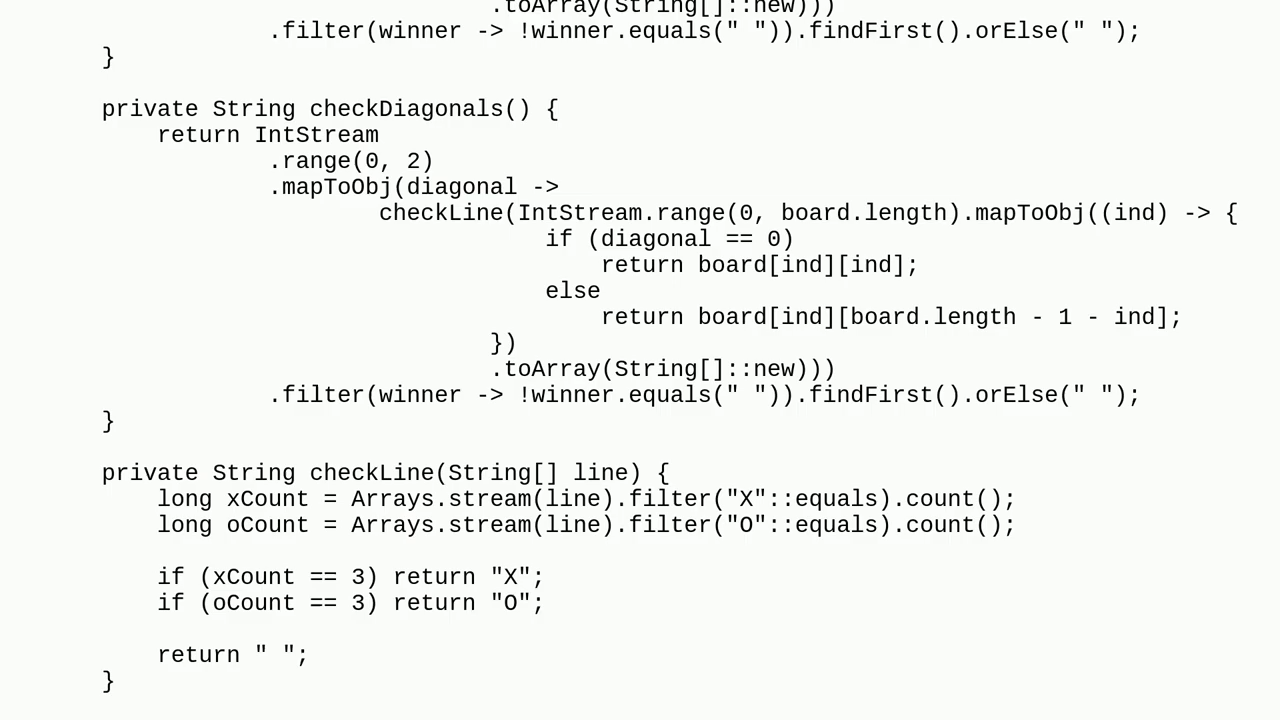 .toArray(String[]::new)))
.filter(winner -> !winner.equals(" ")).findFirst().orElse(" ");
}
private String checkDiagonals() {
return IntStream
.range(0, 2)
.mapToObj(diagonal ->
checkLine(IntStream.range(0, board.length).mapToObj((ind) -> {
if (diagonal == 0)
return board[ind][ind];
else
return board[ind][board.length - 1 - ind];
})
.toArray(String[]::new)))
.filter(winner -> !winner.equals(" ")).findFirst().orElse(" ");
}
private String checkLine(String[] line) {
long xCount = Arrays.stream(line).filter("X"::equals).count();
long oCount = Arrays.stream(line).filter("O"::equals).count();
if (xCount == 3) return "X";
if (oCount == 3) return "O";
return " ";
}